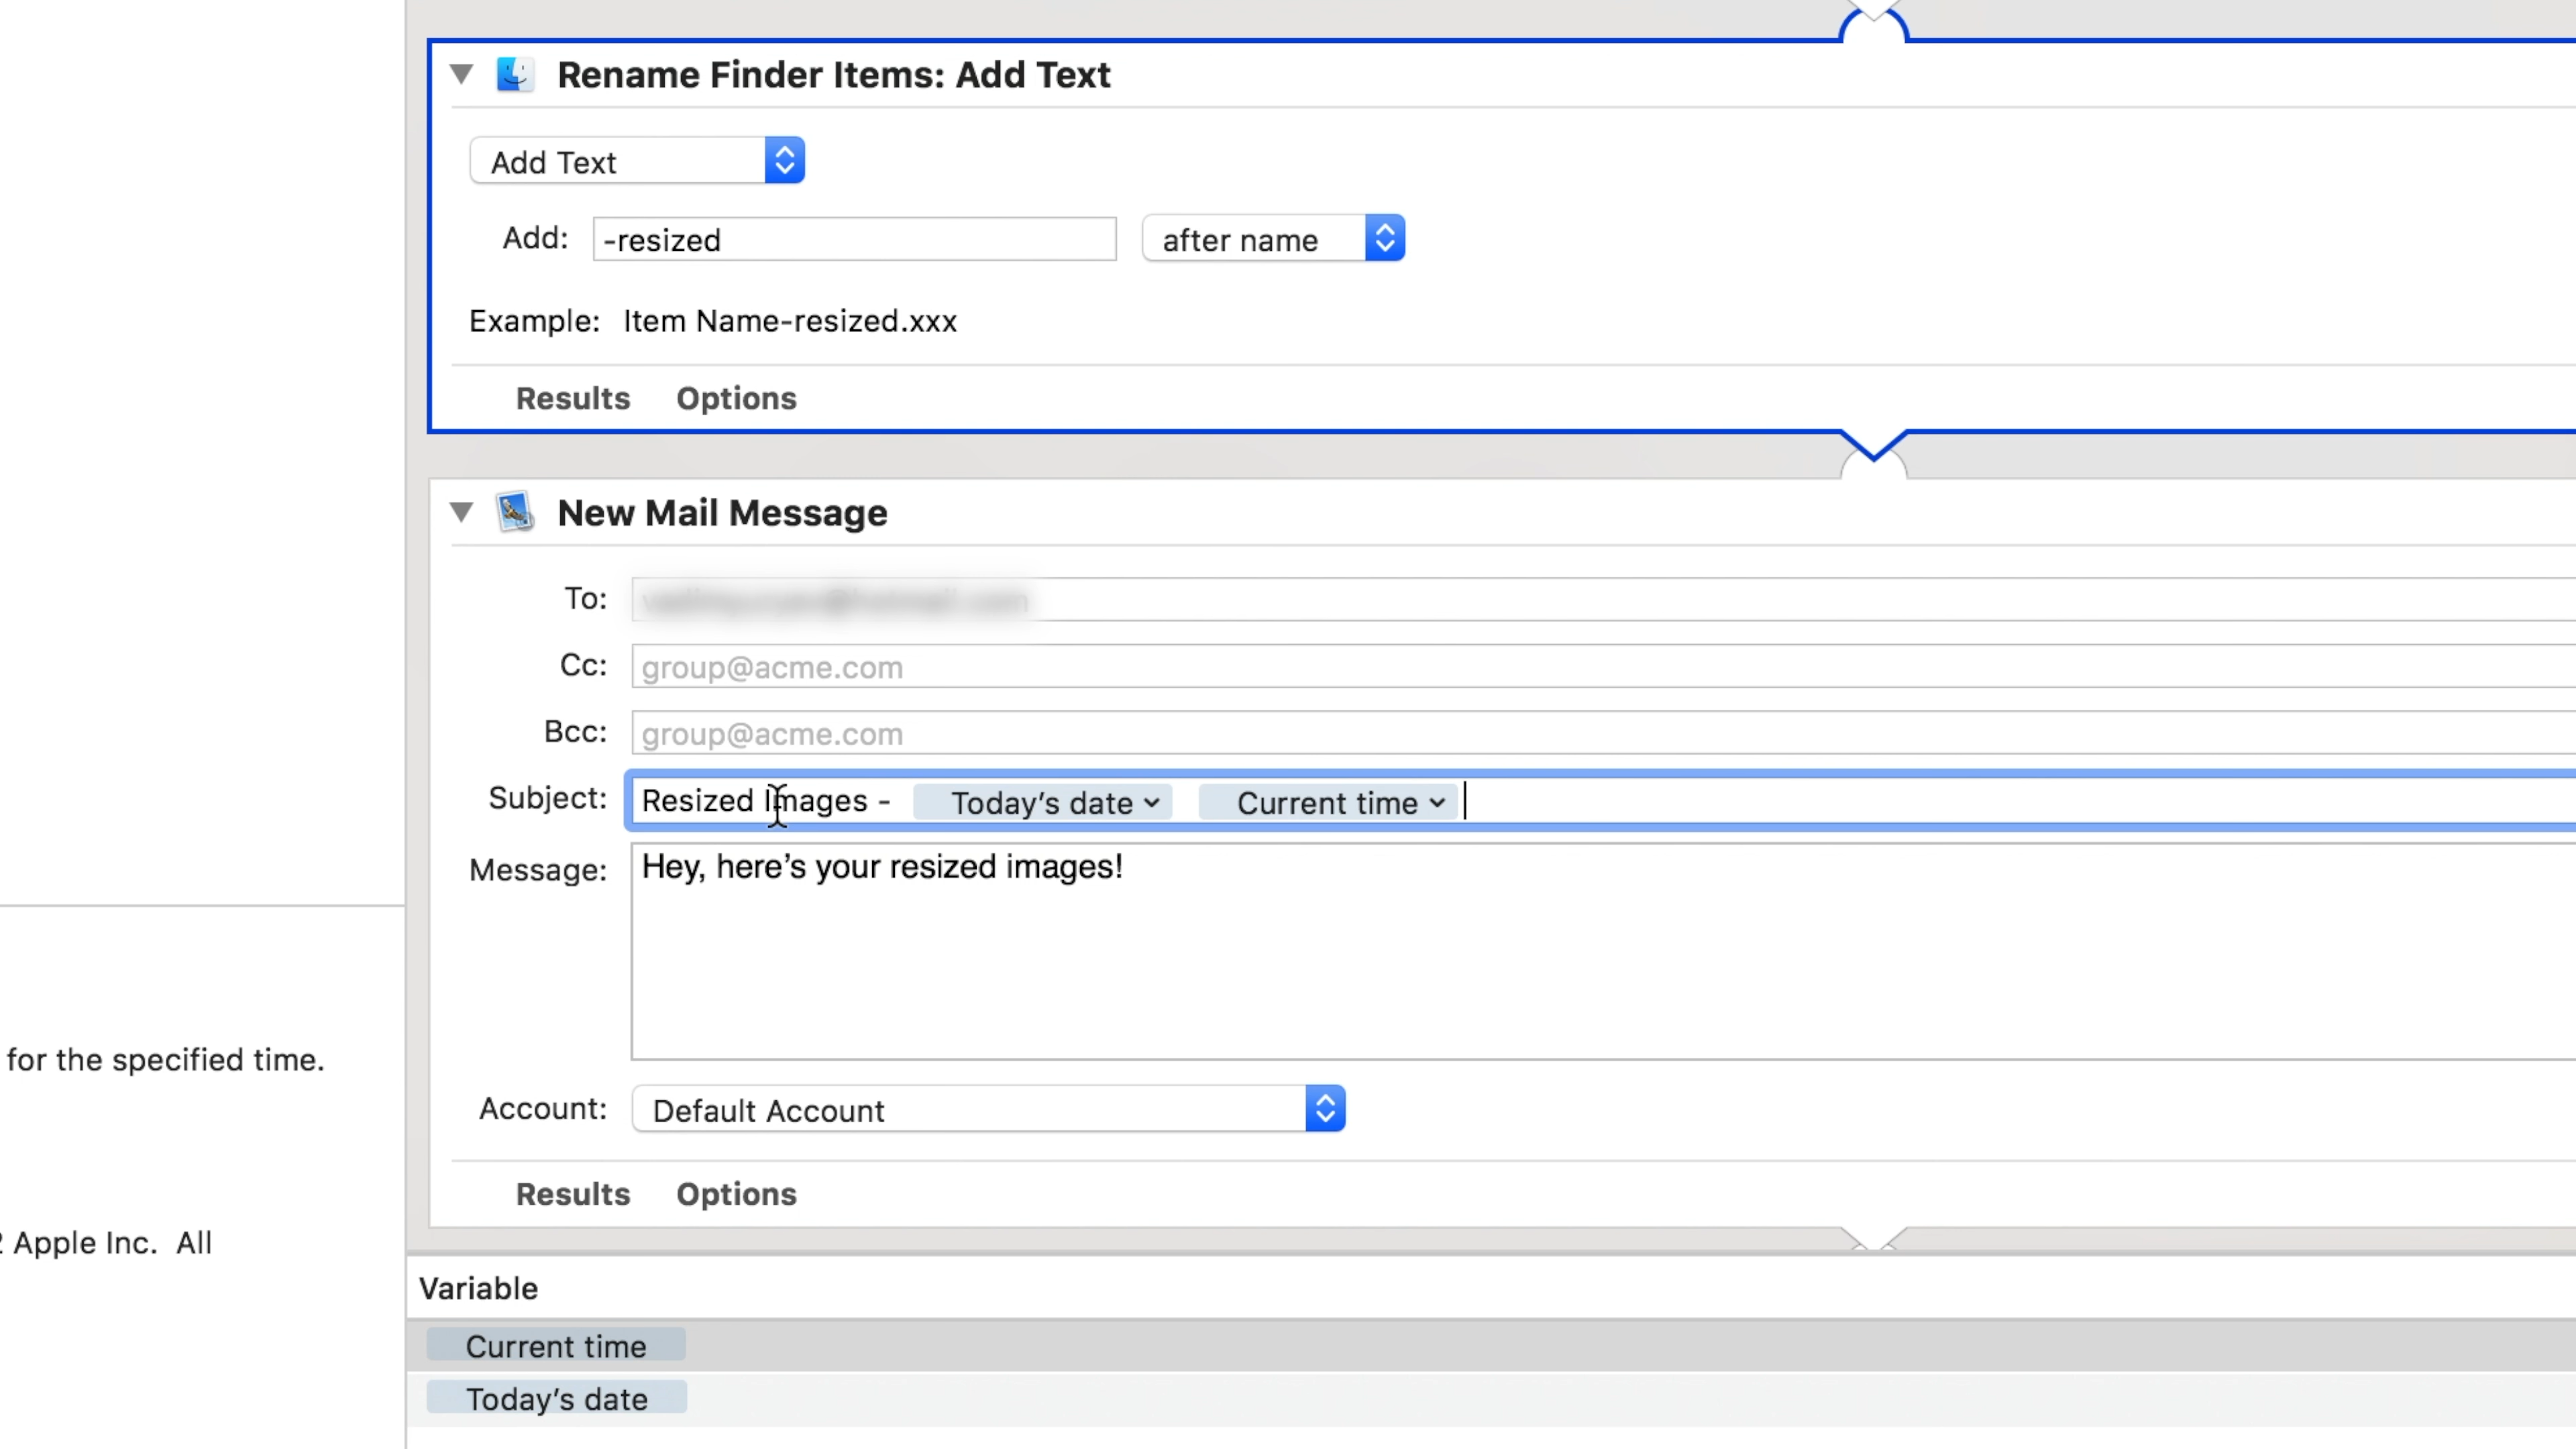 Rename Finder Items: Add Text
Add Text
Add: -resized after name
Example: Item Name-resized.xxx
Results Options
New Mail Message
To:
Cc: group@acme.com
Bcc: group@acme.com
Subject: Resized Images - Today’s date Current time
Message: Hey, here’s your resized images!
for the specified time.
Account: Default Account
Results Options
Apple Inc. All
Variable
Current time
Today’s date